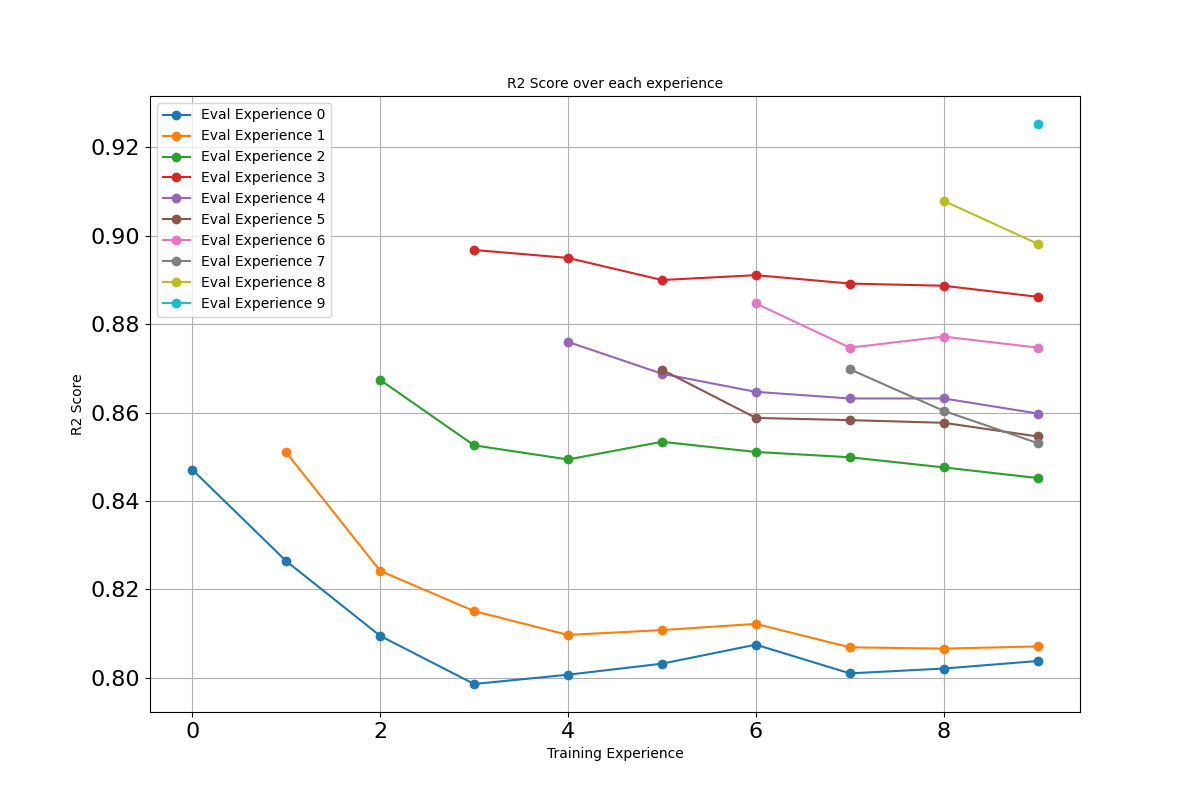 R2 Score over each experience
Eval Experience 0
Eval Experience 1
Eval Experience 2
Eval Experience 3
Eval Experience 4
Eval Experience 5
Eval Experience 6
Eval Experience 7
Eval Experience 8
Eval Experience 9
0.92
0.90
0.88
0.86
0.84
0.82
0.80
R2 Score
0 2 4 6 8
Training Experience